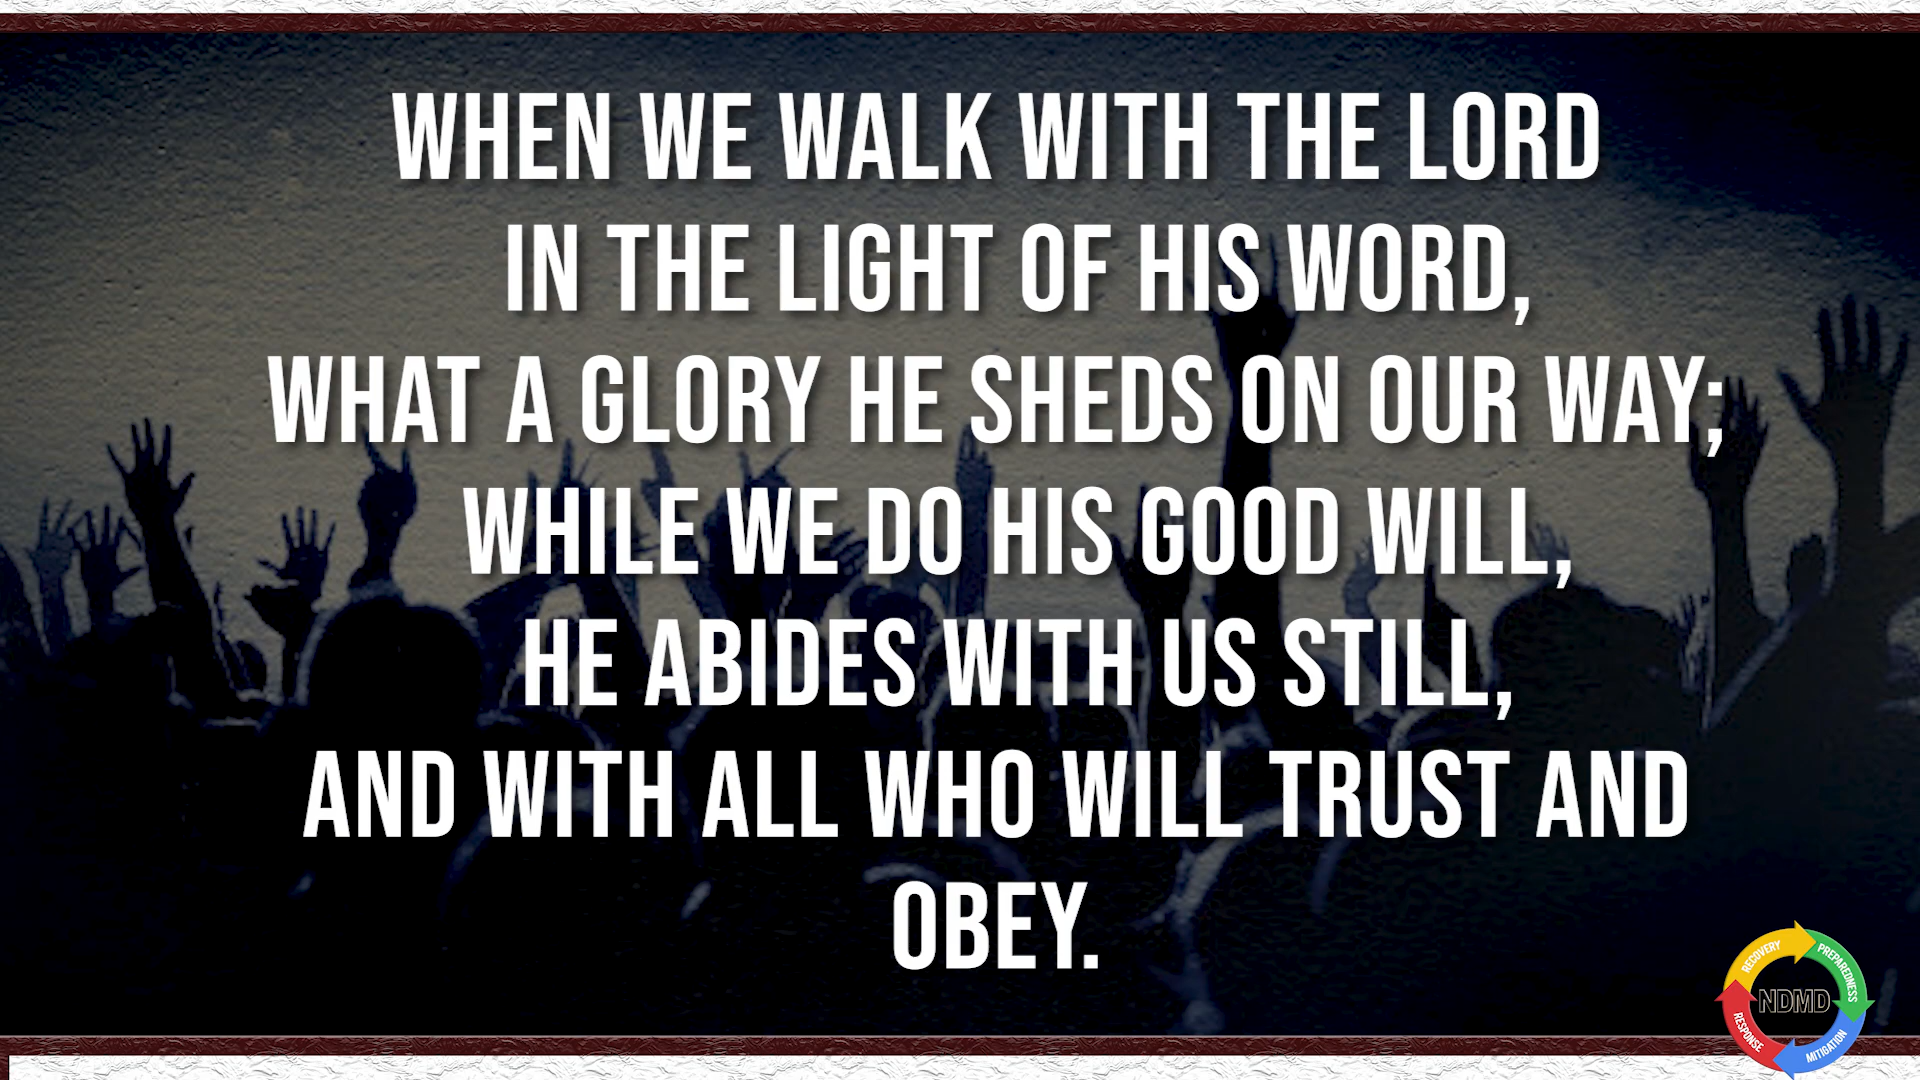 WHEN WE WALK WITH THE LORD
IN THE LIGHT OF HIS WORD,
WHAT A GLORY HE SHEDS ON OUR WAY;
WHILE WE DO HIS GOOD WILL,
HE ABIDES WITH US STILL,
AND WITH ALL WHO WILL TRUST AND
OBEY.
RECOVERY
PREPAREDNESS
NDMD
RESPONSE
MITIGATION